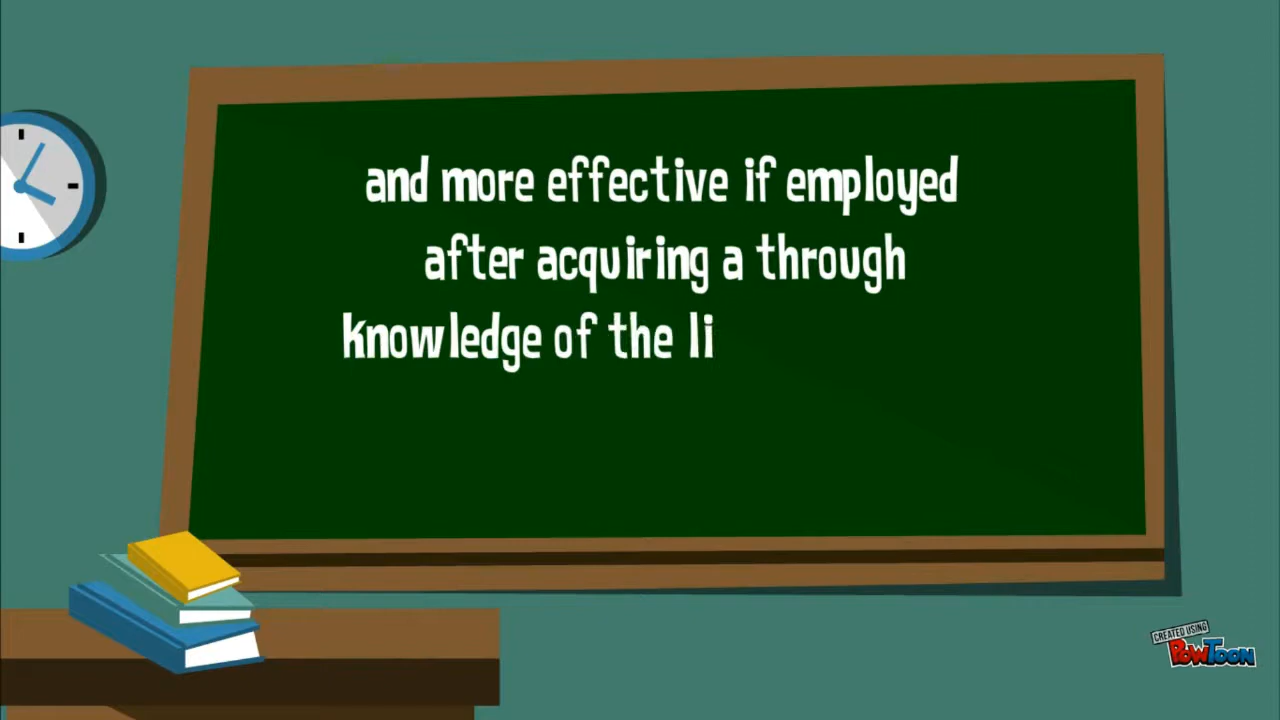 and more effective if employed
after acquiring a through
knowledge of the li
CREATED USING
POWTOON